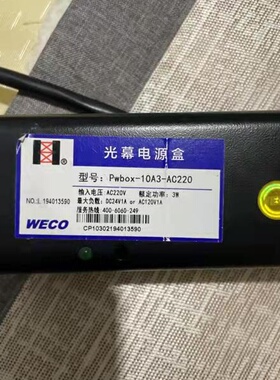 光幕电源盒
型号: Pwbox-10A3-AC220
输入电压:AC220V 额定功率: 3W
NO.: 194013590
最大负载: DC24V1A or AC120V1A
服务热线:400-6060-249
WECO
CP10302194013590